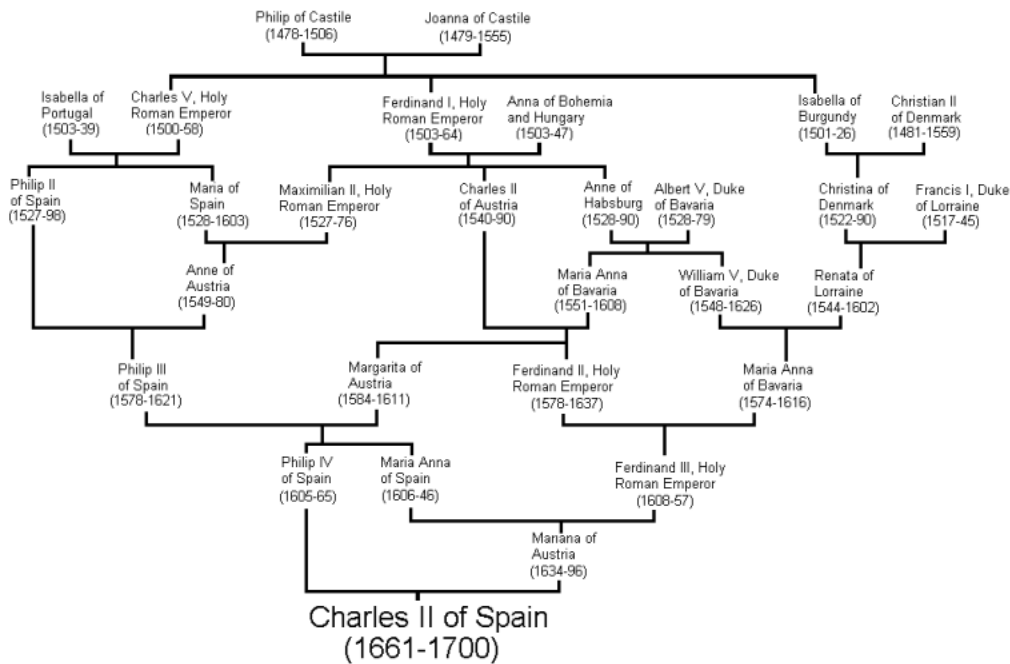 Philip of Castile
(1478-1506)
Joanna of Castile
(1479-1555)
Isabella of
Portugal
(1503-39)
Charles V, Holy
Roman Emperor
(1500-58)
Ferdinand I, Holy
Roman Emperor
(1503-64)
Anna of Bohemia
and Hungary
(1503-47)
Isabella of
Burgundy
(1501-26)
Christian II
of Denmark
(1481-1559)
Philip II
of Spain
(1527-98)
Maria of
Spain
(1528-1603)
Maximilian II, Holy
Roman Emperor
(1527-76)
Charles II
of Austria
(1540-90)
Anne of
Habsburg
(1528-90)
Albert V, Duke
of Bavaria
(1528-79)
Christina of
Denmark
(1522-90)
Francis I, Duke
of Lorraine
(1517-45)
Anne of
Austria
(1549-80)
Maria Anna
of Bavaria
(1551-1608)
William V, Duke
of Bavaria
(1548-1626)
Renata of
Lorraine
(1544-1602)
Philip III
of Spain
(1578-1621)
Margarita of
Austria
(1584-1611)
Ferdinand II, Holy
Roman Emperor
(1578-1637)
Maria Anna
of Bavaria
(1574-1616)
Philip IV
of Spain
(1605-65)
Maria Anna
of Spain
(1606-46)
Ferdinand III, Holy
Roman Emperor
(1608-57)
Mariana of
Austria
(1634-96)
Charles II of Spain
(1661-1700)